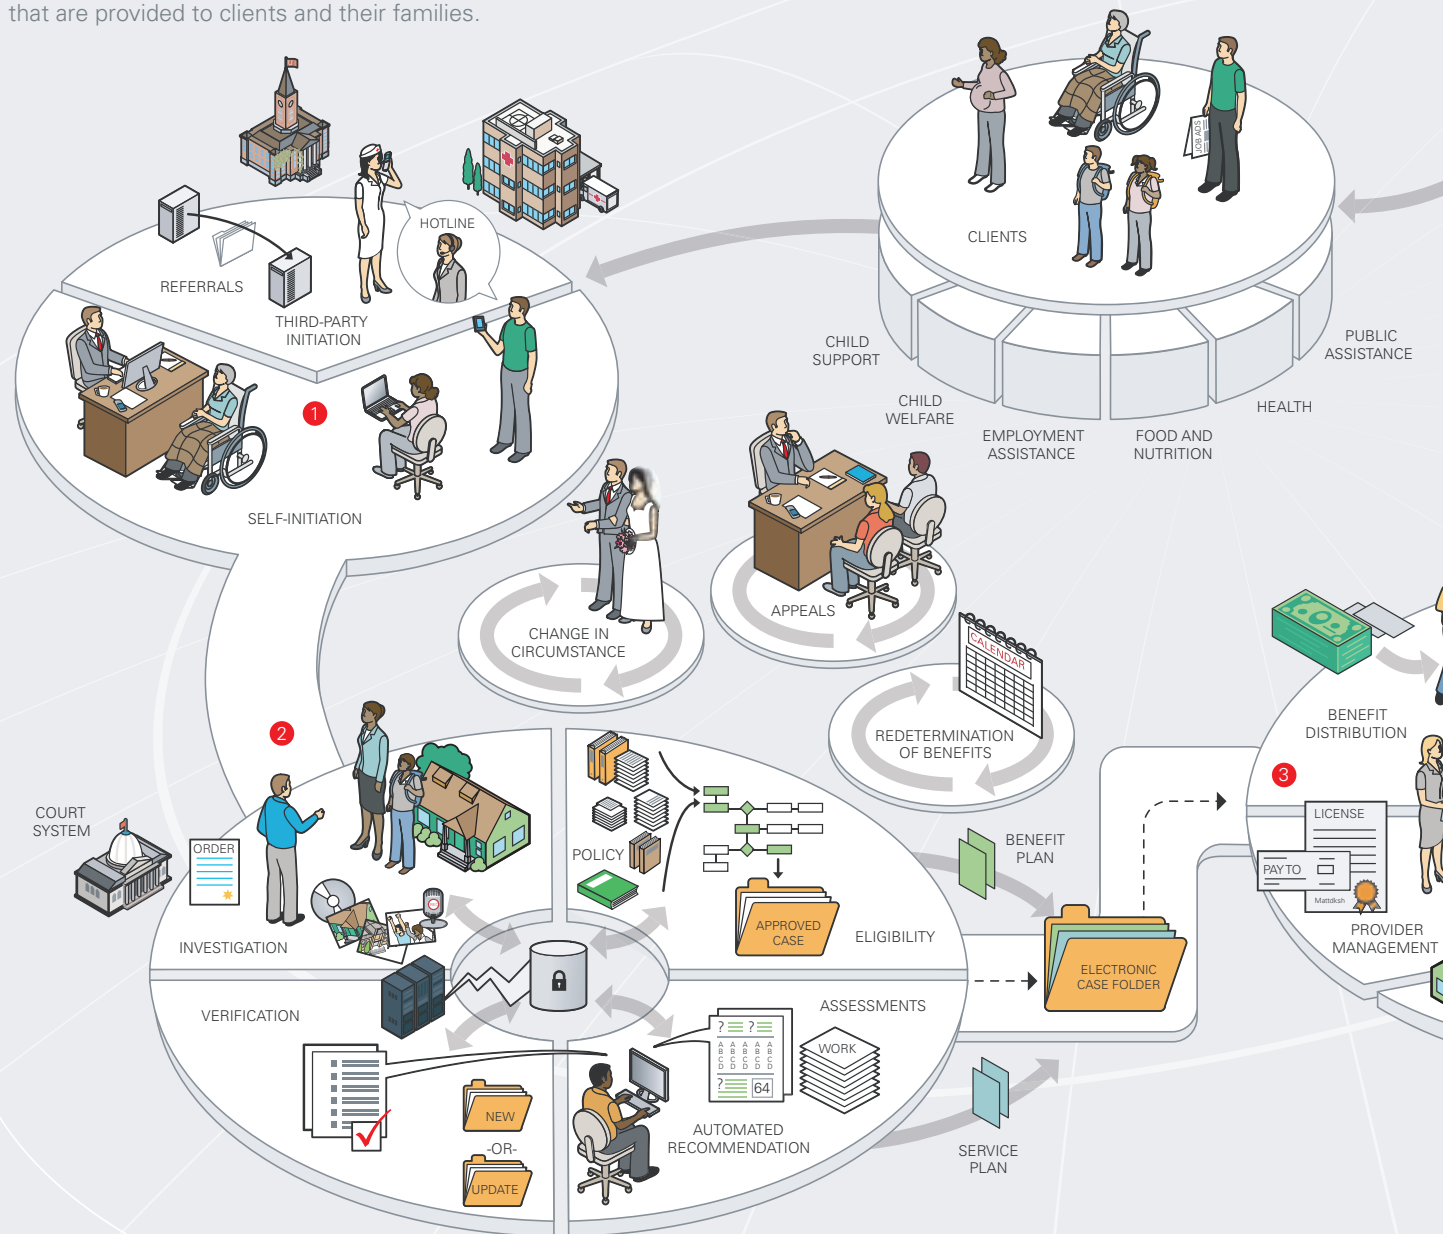 that are provided to clients and their families.
HOTLINE
REFERRALS
THIRD-PARTY
INITIATION
1
SELF-INITIATION
JOB ADS
CLIENTS
CHILD
SUPPORT
CHILD
WELFARE
EMPLOYMENT
ASSISTANCE
FOOD AND
NUTRITION
HEALTH
PUBLIC
ASSISTANCE
CHANGE IN
CIRCUMSTANCE
APPEALS
CALENDAR
REDETERMINATION
OF BENEFITS
2
COURT
SYSTEM
ORDER
INVESTIGATION
POLICY
APPROVED
CASE
ELIGIBILITY
VERIFICATION
NEW
-OR-
UPDATE
ASSESSMENTS
? ?
A A A A A
B B B B B
C C C C C
D D D D D
? 64
WORK
AUTOMATED
RECOMMENDATION
BENEFIT
PLAN
ELECTRONIC
CASE FOLDER
SERVICE
PLAN
BENEFIT
DISTRIBUTION
3
LICENSE
PAY TO
Mattdksh
PROVIDER
MANAGEMENT